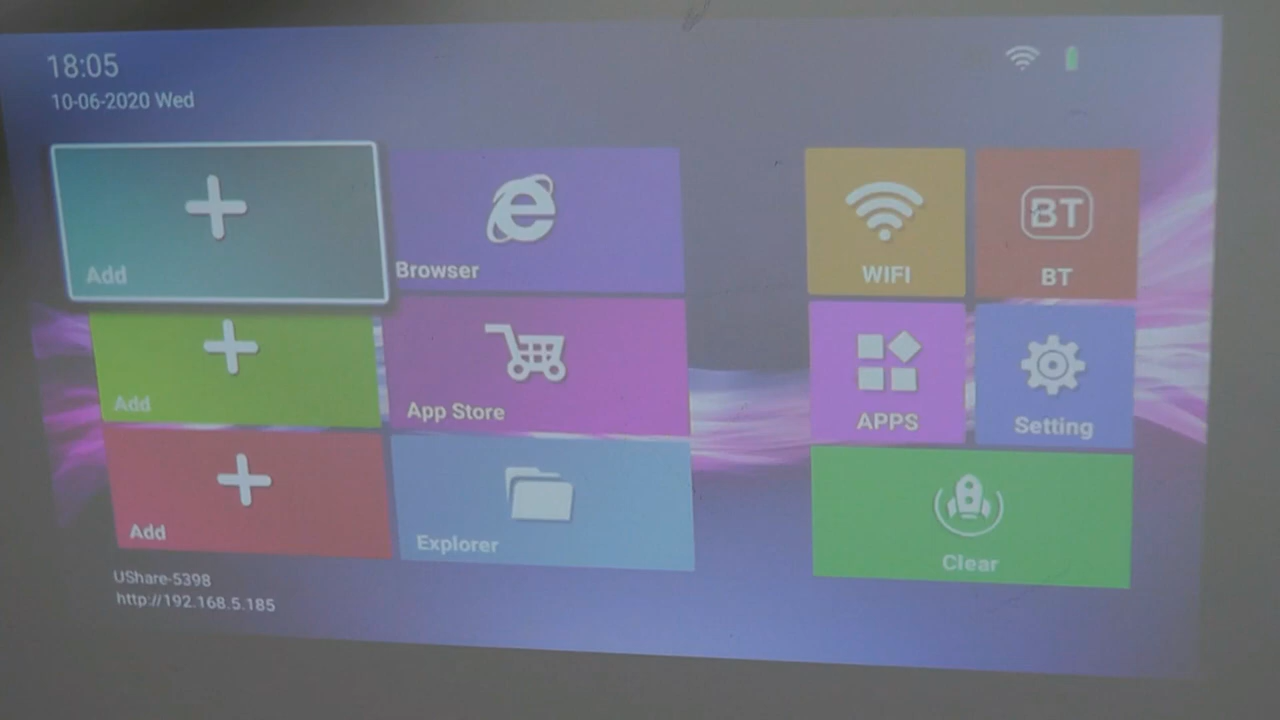 18:05
10-06-2020 Wed
Add
Browser
WIFI
BT
BT
Add
App Store
APPS
Setting
Add
Explorer
Clear
UShare-5398
http://192.168.5.185